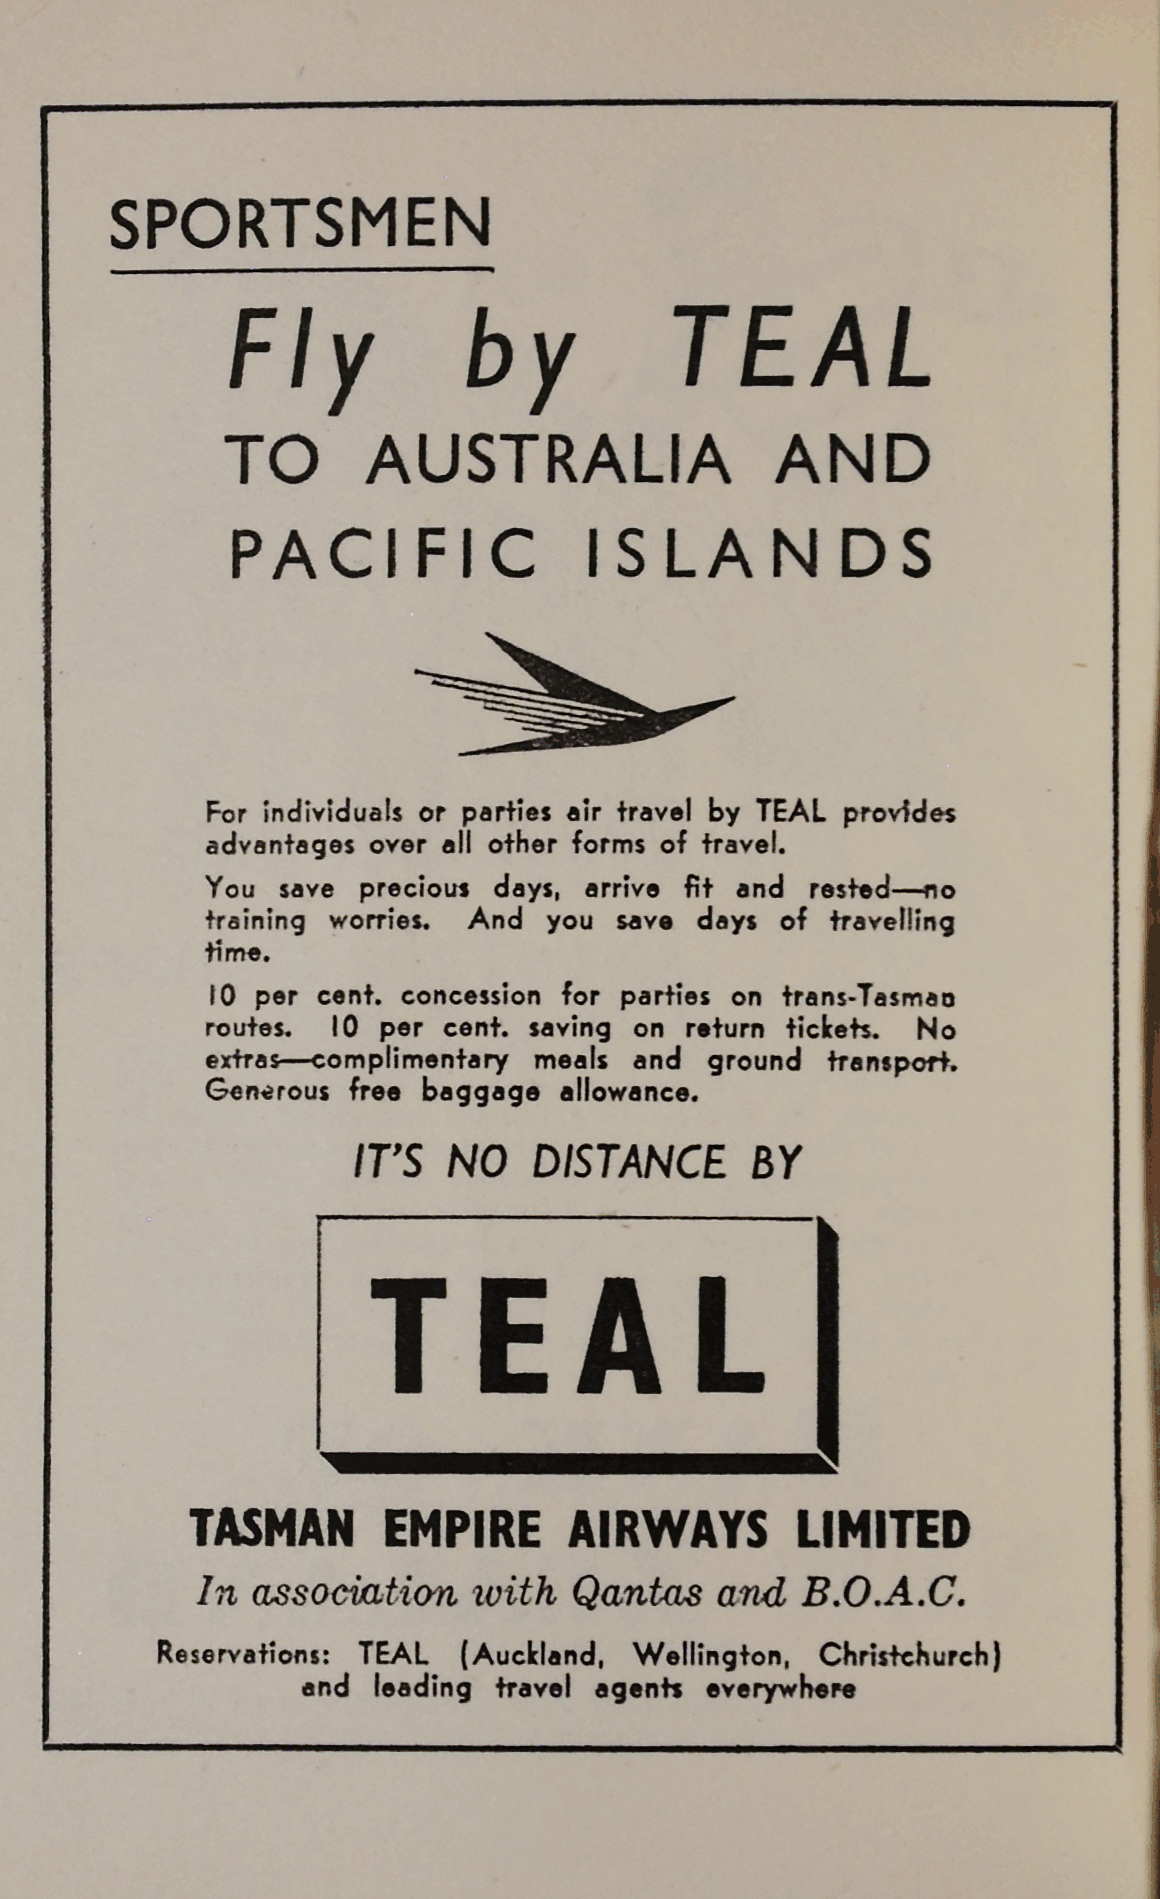 SPORTSMEN
Fly by TEAL
TO AUSTRALIA AND
PACIFIC ISLANDS
For individuals or parties air travel by TEAL provides
advantages over all other forms of travel.
You save precious days, arrive fit and rested—no
training worries. And you save days of travelling
time.
10 per cent. concession for parties on trans-Tasman
routes. 10 per cent. saving on return tickets. No
extras—complimentary meals and ground transport.
Generous free baggage allowance.
IT'S NO DISTANCE BY
TEAL
TASMAN EMPIRE AIRWAYS LIMITED
In association with Qantas and B.O.A.C.
Reservations: TEAL (Auckland, Wellington, Christchurch)
and leading travel agents everywhere